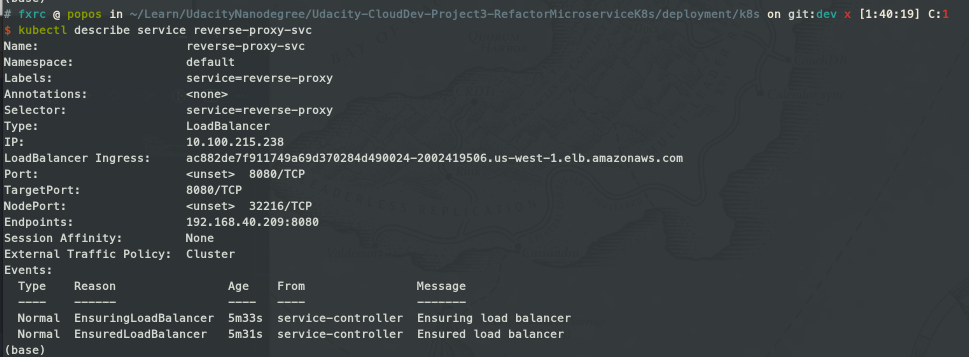 (base)
# fxrc @ popos in ~/Learn/UdacityNanodegree/Udacity-CloudDev-Project3-RefactorMicroserviceK8s/deployment/k8s on git:dev x [1:40:19] C:1
$ kubectl describe service reverse-proxy-svc
Name:                     reverse-proxy-svc
Namespace:                default
Labels:                   service=reverse-proxy
Annotations:              <none>
Selector:                 service=reverse-proxy
Type:                     LoadBalancer
IP:                       10.100.215.238
LoadBalancer Ingress:     ac882de7f911749a69d370284d490024-2002419506.us-west-1.elb.amazonaws.com
Port:                     <unset>  8080/TCP
TargetPort:               8080/TCP
NodePort:                 <unset>  32216/TCP
Endpoints:                192.168.40.209:8080
Session Affinity:         None
External Traffic Policy:  Cluster
Events:
  Type    Reason                Age    From                Message
  ----    ------                ----   ----                -------
  Normal  EnsuringLoadBalancer  5m33s  service-controller  Ensuring load balancer
  Normal  EnsuredLoadBalancer   5m31s  service-controller  Ensured load balancer
(base)